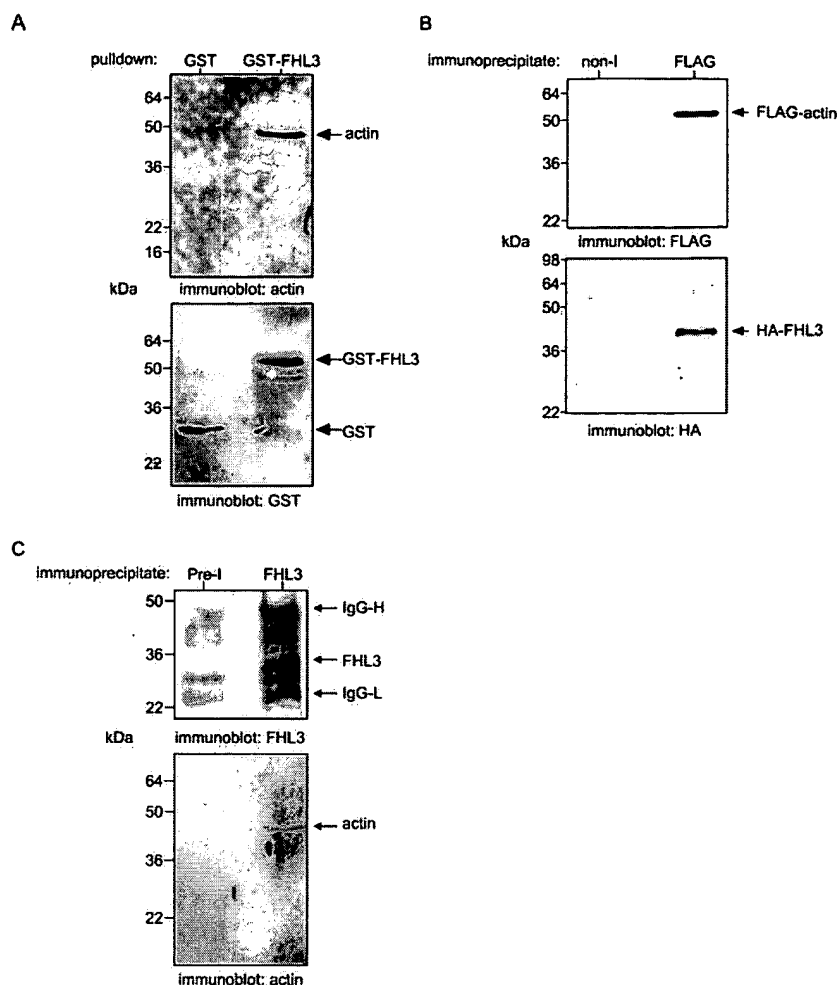 A
pulldown: GST GST-FHL3
64
50
36
22
16
actin
kDa
immunoblot: actin
64
50
36
22
GST-FHL3
GST
immunoblot: GST
B
immunoprecipitate: non-I FLAG
64
50
36
22
FLAG-actin
kDa
immunoblot: FLAG
98
64
50
36
22
HA-FHL3
immunoblot: HA
C
immunoprecipitate: Pre-I FHL3
50
36
22
IgG-H
FHL3
IgG-L
kDa
immunoblot: FHL3
64
50
36
22
actin
immunoblot: actin